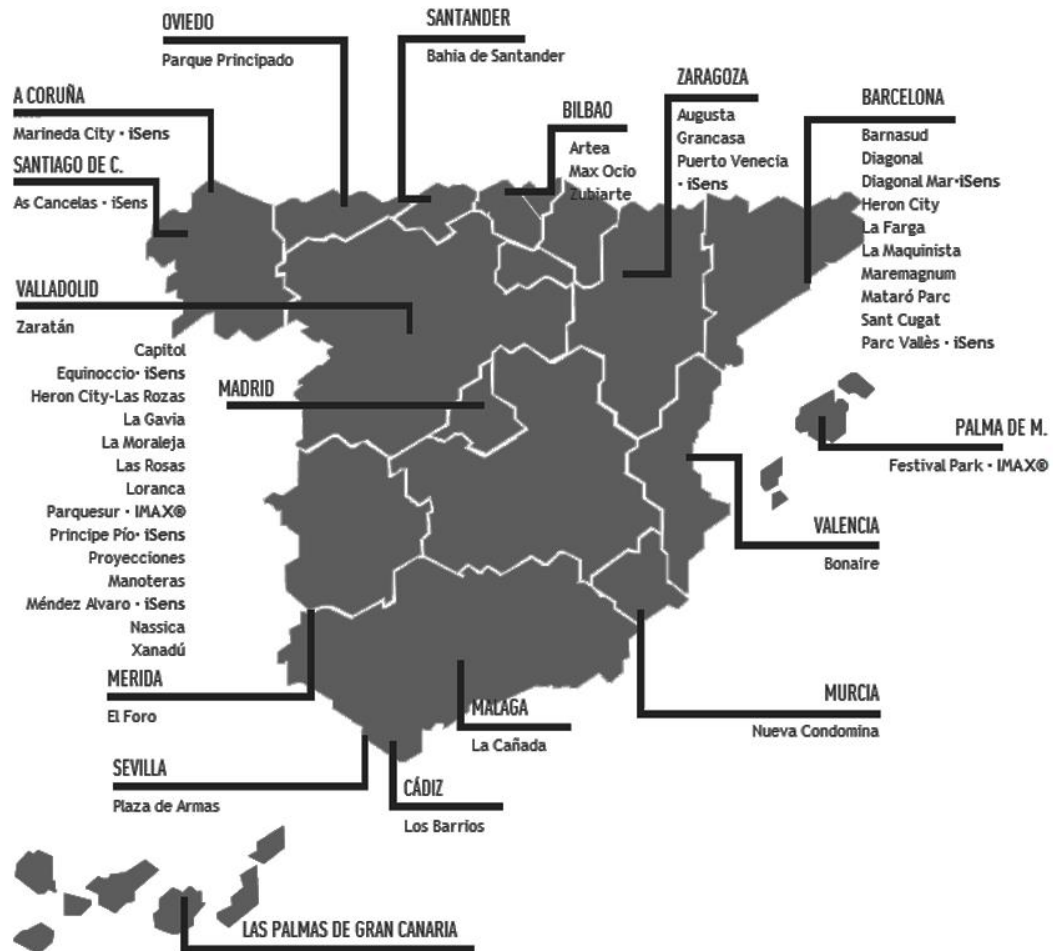 OVIEDO
Parque Principado
SANTANDER
Bahia de Santander
A CORUÑA
Marineda City • iSens
SANTIAGO DE C.
As Cancelas • iSens
BILBAO
Artea
Max Ocio
Zubiarte
ZARAGOZA
Augusta
Grancasa
Puerto Venecia
• iSens
BARCELONA
Barnasud
Diagonal
Diagonal Mar•iSens
Heron City
La Farga
La Maquinista
Maremagnum
Mataró Parc
Sant Cugat
Parc Vallès • iSens
VALLADOLID
Zaratán
MADRID
Capitol
Equinoccio• iSens
Heron City-Las Rozas
La Gavia
La Moraleja
Las Rosas
Loranca
Parquesur • IMAX®
Principe Pío• iSens
Proyecciones
Manoteras
Méndez Alvaro • iSens
Nassica
Xanadú
PALMA DE M.
Festival Park • IMAX®
VALENCIA
Bonaire
MERIDA
El Foro
MALAGA
La Cañada
MURCIA
Nueva Condomina
SEVILLA
Plaza de Armas
CÁDIZ
Los Barrios
LAS PALMAS DE GRAN CANARIA